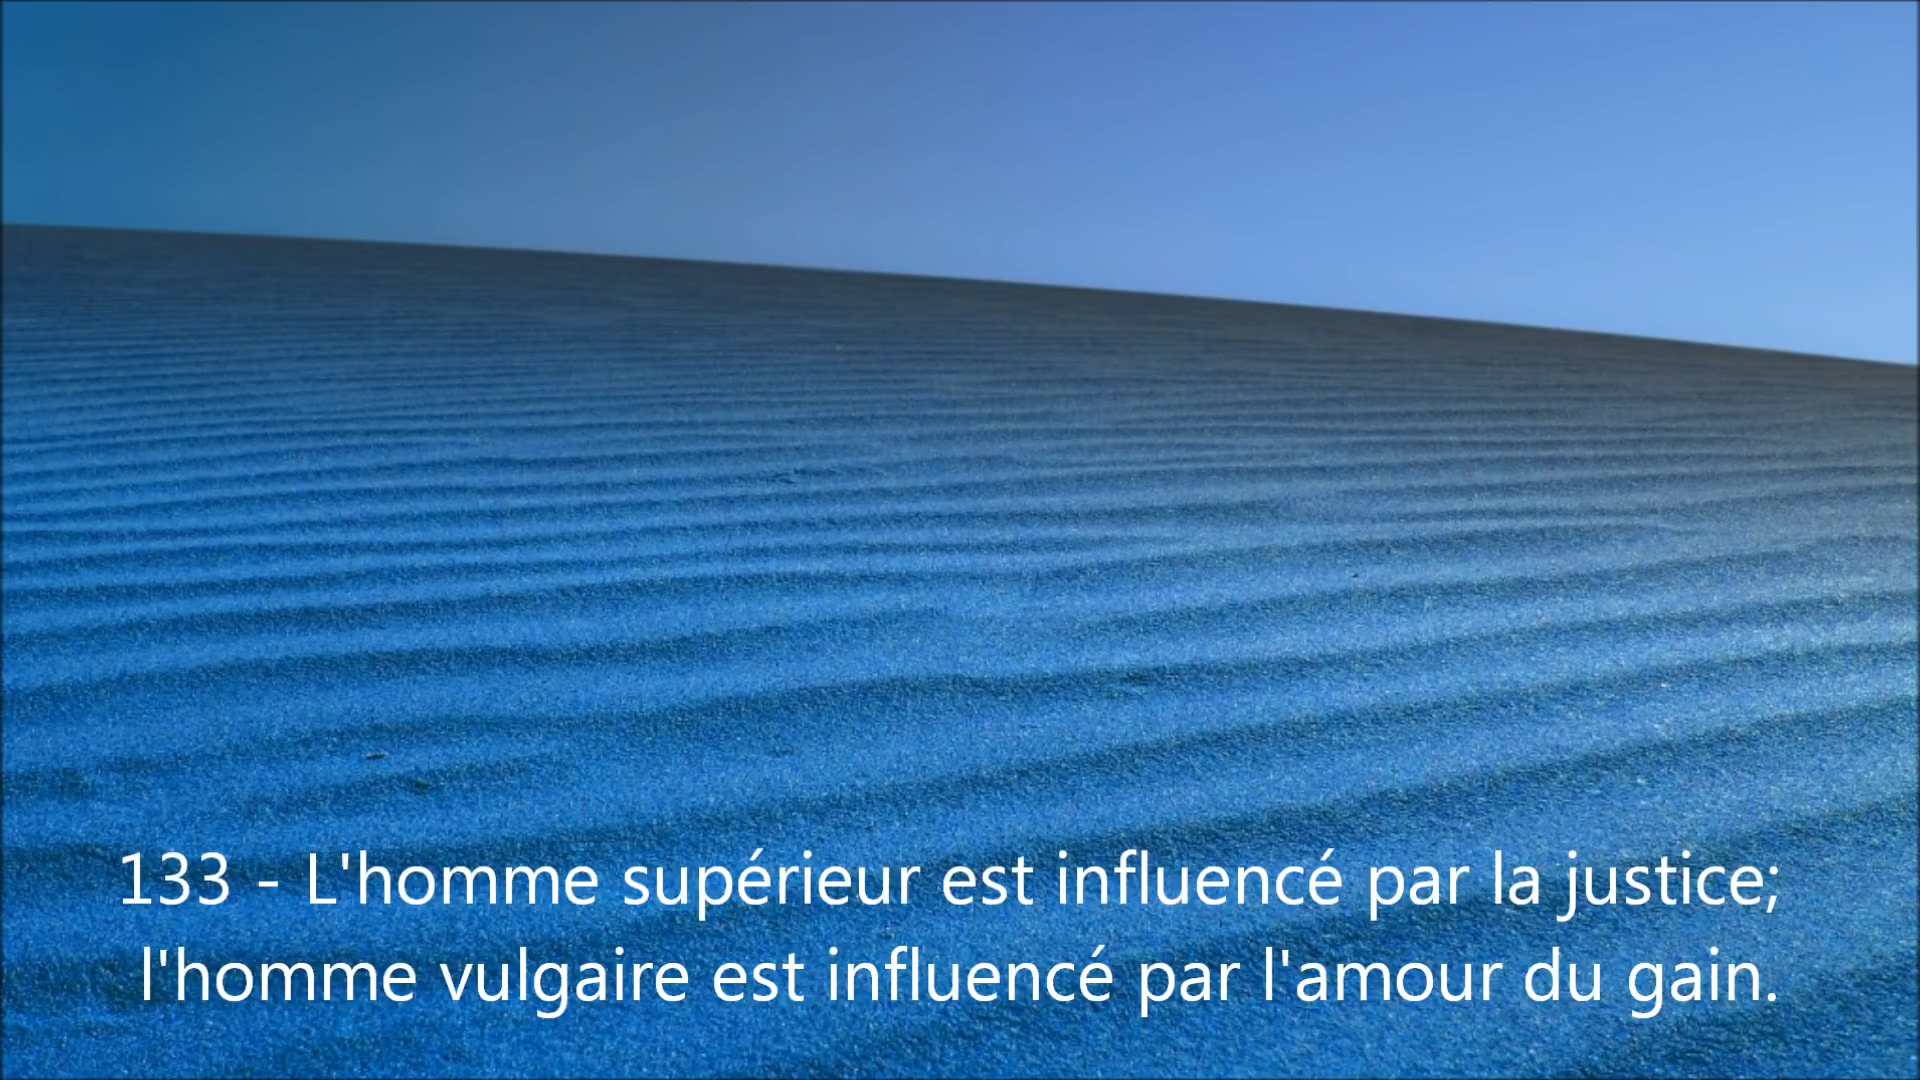 133 - L'homme supérieur est influencé par la justice;
l'homme vulgaire est influencé par l'amour du gain.